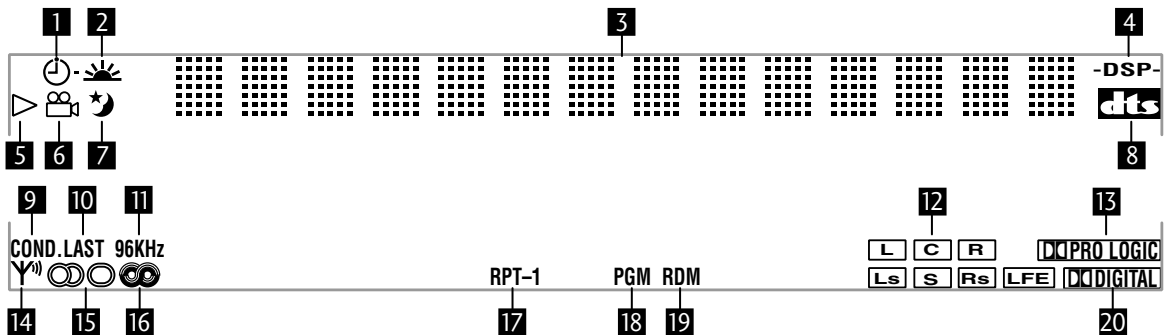 1 2 3 4
-DSP-
dts
5 6 7 8
9 10 11 12 13
COND. LAST 96KHz L C R PRO LOGIC
RPT-1 PGM RDM Ls S Rs LFE DIGITAL
14 15 16 17 18 19 20